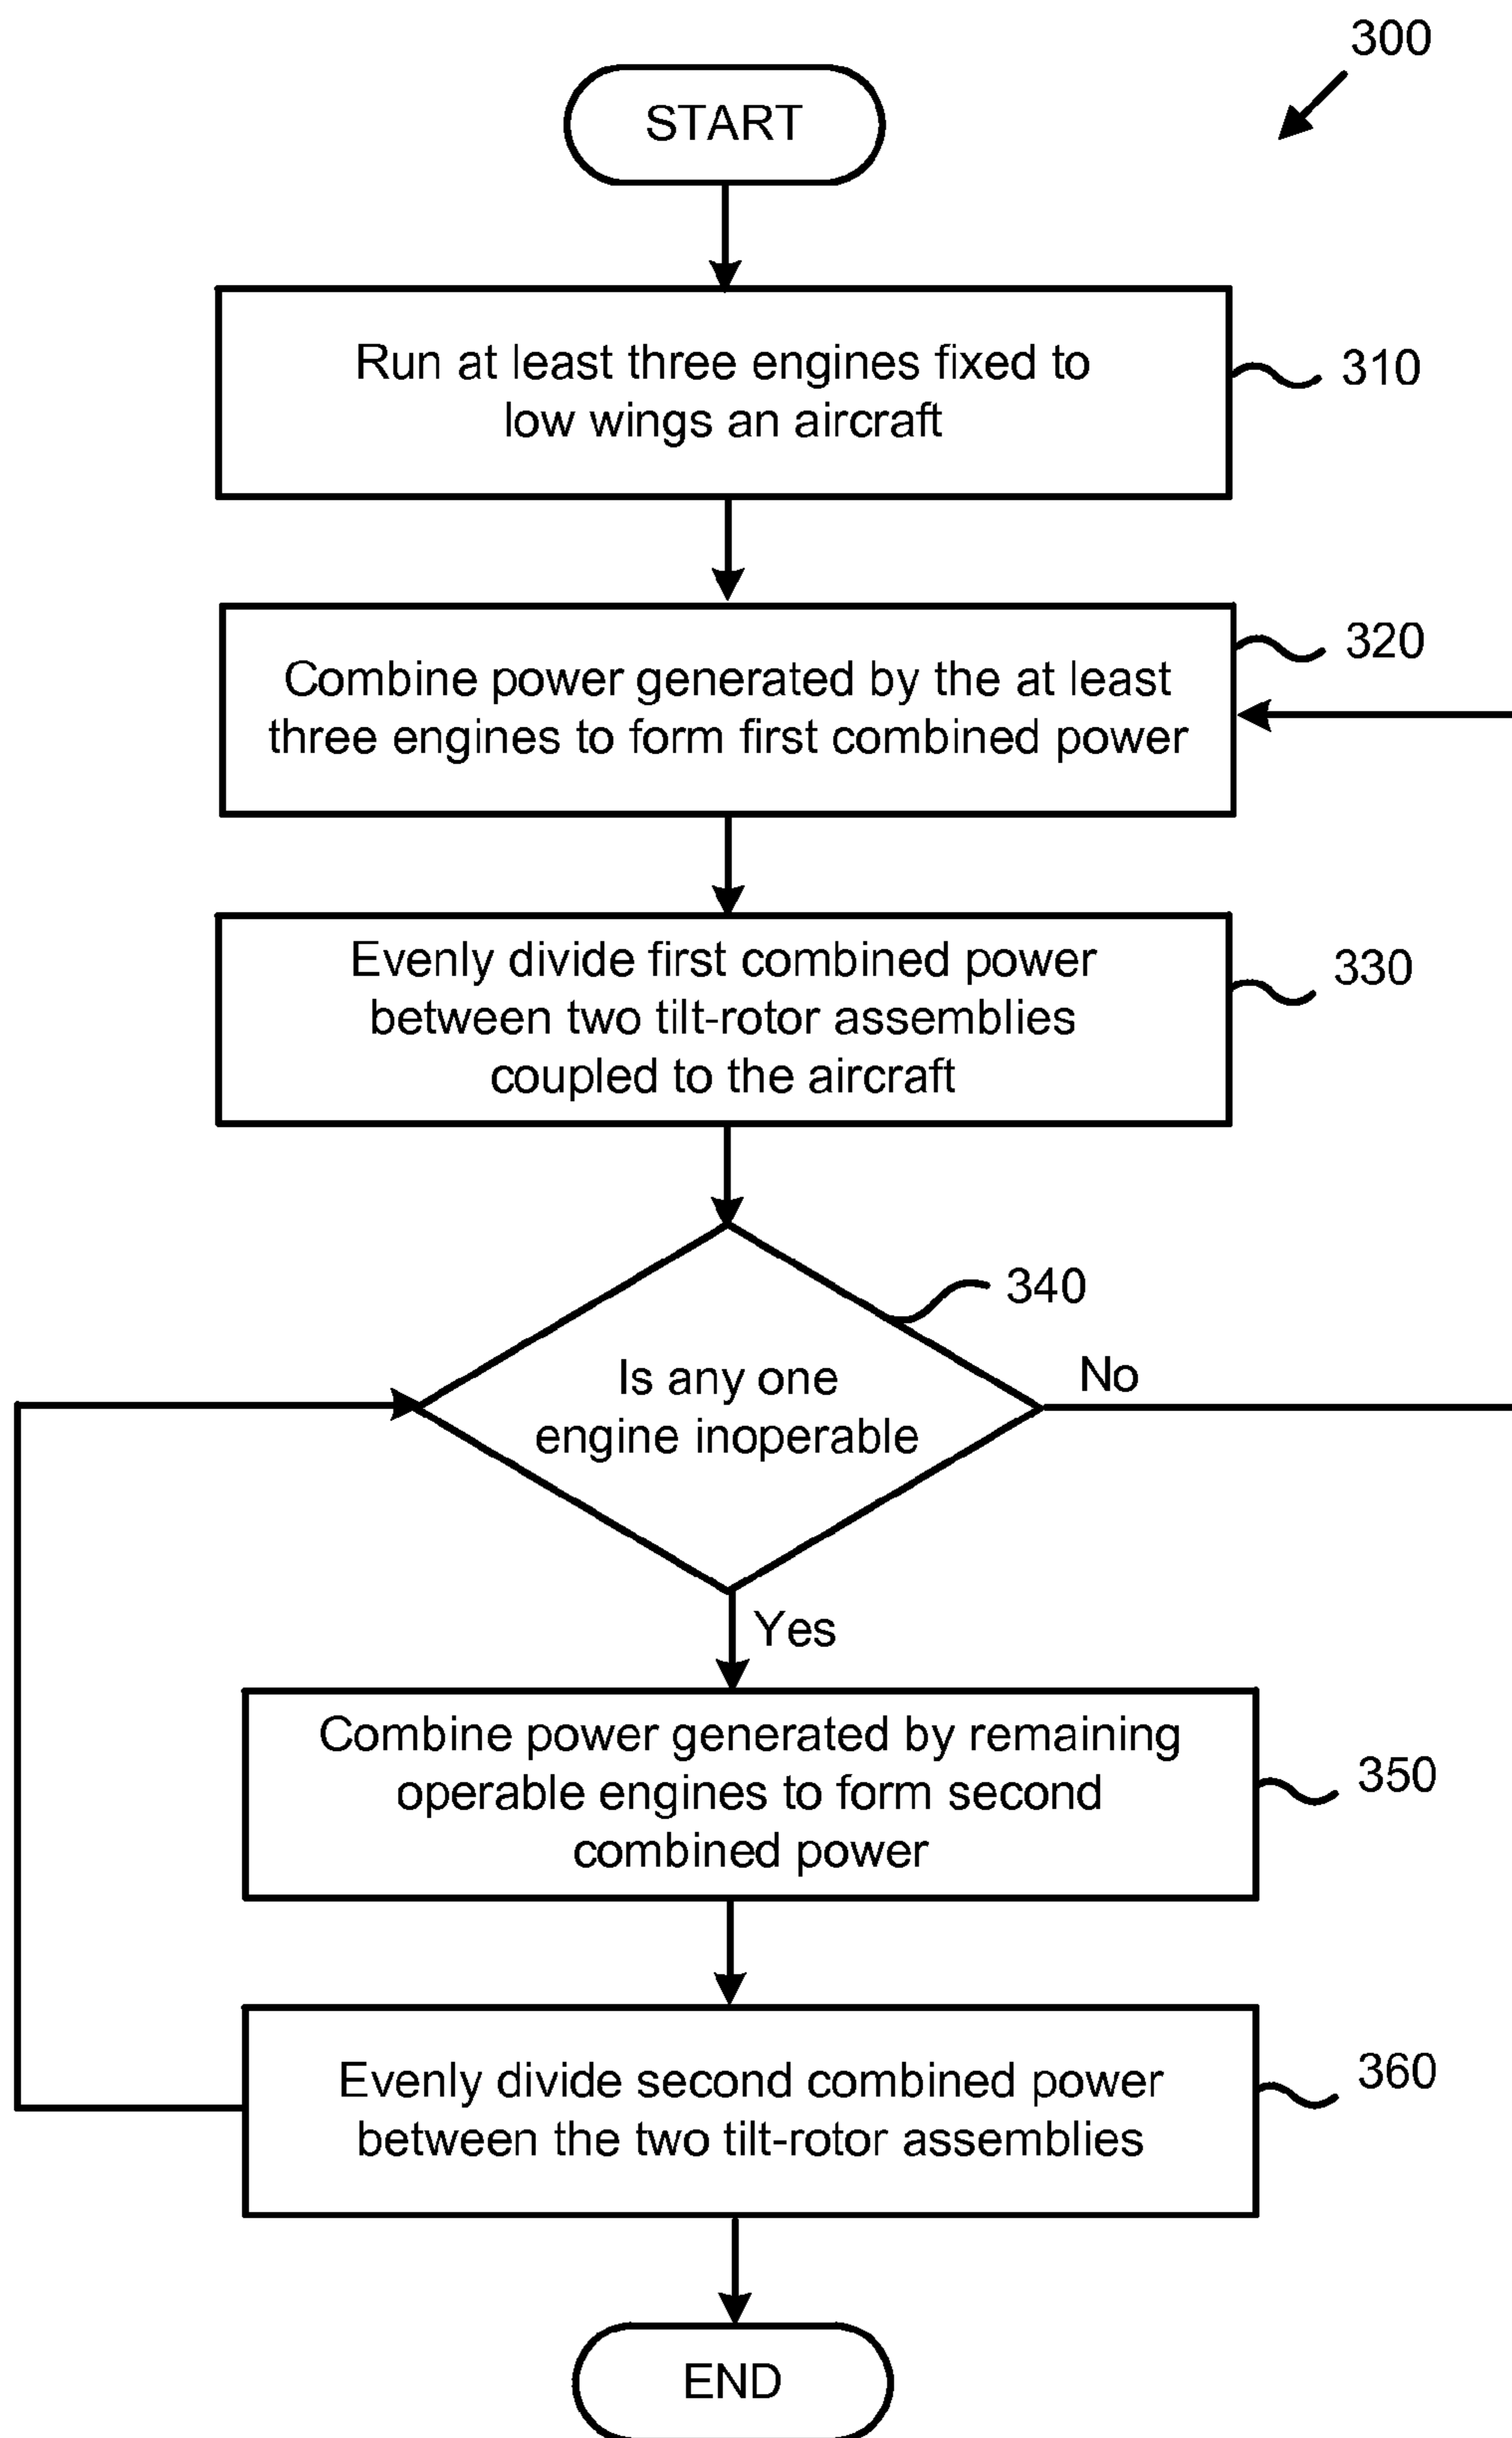 300
START
Run at least three engines fixed to
low wings an aircraft
310
320
Combine power generated by the at least
three engines to form first combined power
Evenly divide first combined power
between two tilt-rotor assemblies
coupled to the aircraft
330
340
Is any one
engine inoperable
No
Yes
Combine power generated by remaining
operable engines to form second
combined power
350
Evenly divide second combined power
between the two tilt-rotor assemblies
360
END